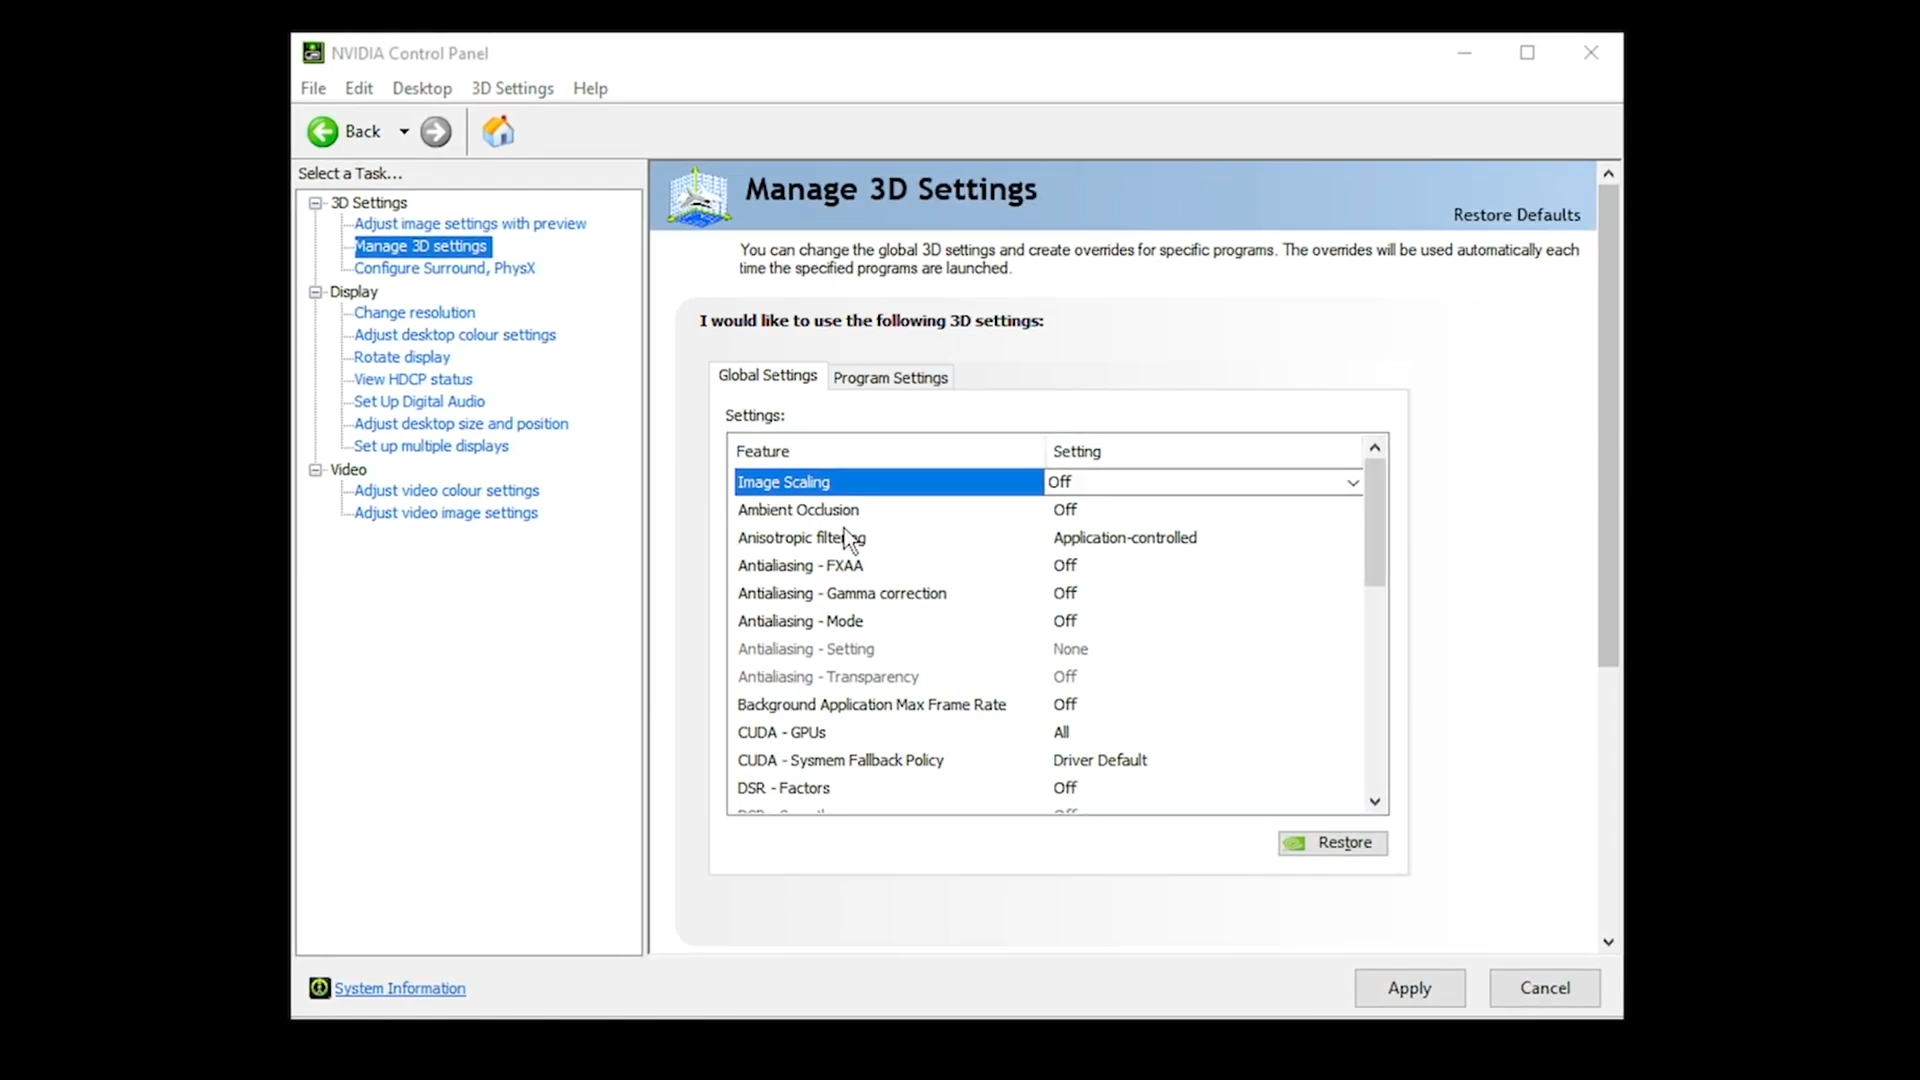 NVIDIA Control Panel
File Edit Desktop 3D Settings Help
Back
Select a Task...
3D Settings
Adjust image settings with preview
Manage 3D settings
Configure Surround, PhysX
Display
Change resolution
Adjust desktop colour settings
Rotate display
View HDCP status
Set Up Digital Audio
Adjust desktop size and position
Set up multiple displays
Video
Adjust video colour settings
Adjust video image settings
System Information
Manage 3D Settings
Restore Defaults
You can change the global 3D settings and create overrides for specific programs. The overrides will be used automatically each
time the specified programs are launched.
I would like to use the following 3D settings:
Global Settings Program Settings
Settings:
Feature Setting
Image Scaling Off
Ambient Occlusion Off
Anisotropic filtering Application-controlled
Antialiasing - FXAA Off
Antialiasing - Gamma correction Off
Antialiasing - Mode Off
Antialiasing - Setting None
Antialiasing - Transparency Off
Background Application Max Frame Rate Off
CUDA - GPUs All
CUDA - Sysmem Fallback Policy Driver Default
DSR - Factors Off
Restore
Apply Cancel